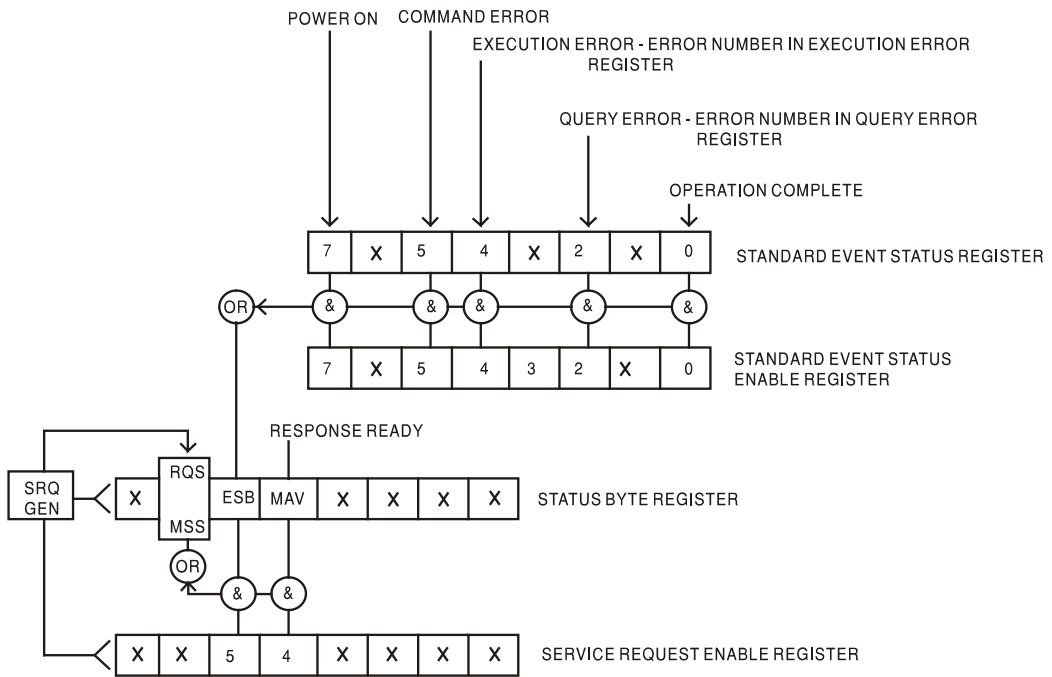 POWER ON COMMAND ERROR
EXECUTION ERROR - ERROR NUMBER IN EXECUTION ERROR
REGISTER
QUERY ERROR - ERROR NUMBER IN QUERY ERROR
REGISTER
OPERATION COMPLETE
7 X 5 4 X 2 X 0 STANDARD EVENT STATUS REGISTER
OR & & & & &
7 X 5 4 3 2 X 0 STANDARD EVENT STATUS
ENABLE REGISTER
RESPONSE READY
RQS
SRQ
GEN
X ESB MAV X X X X STATUS BYTE REGISTER
MSS
OR
& &
X X 5 4 X X X X SERVICE REQUEST ENABLE REGISTER